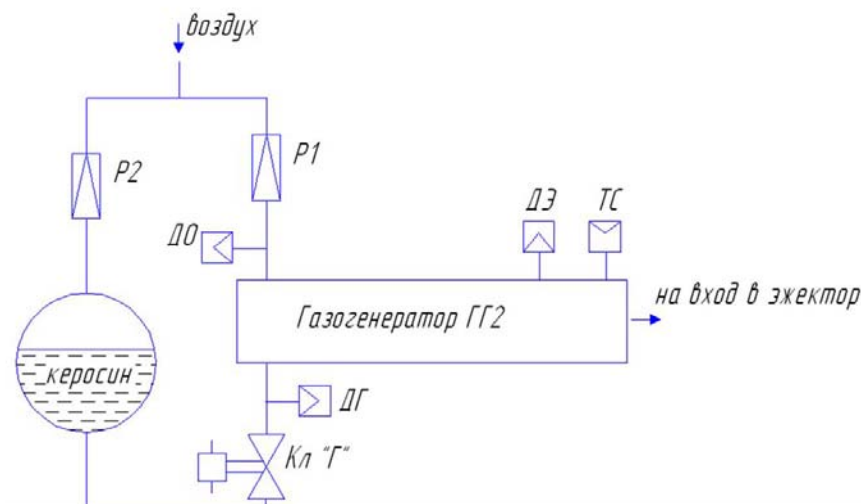 воздух
Р2
Р1
ДО
ДЭ
ТС
Газогенератор ГГ2
на вход в эжектор
керосин
ДГ
Кл "Г"